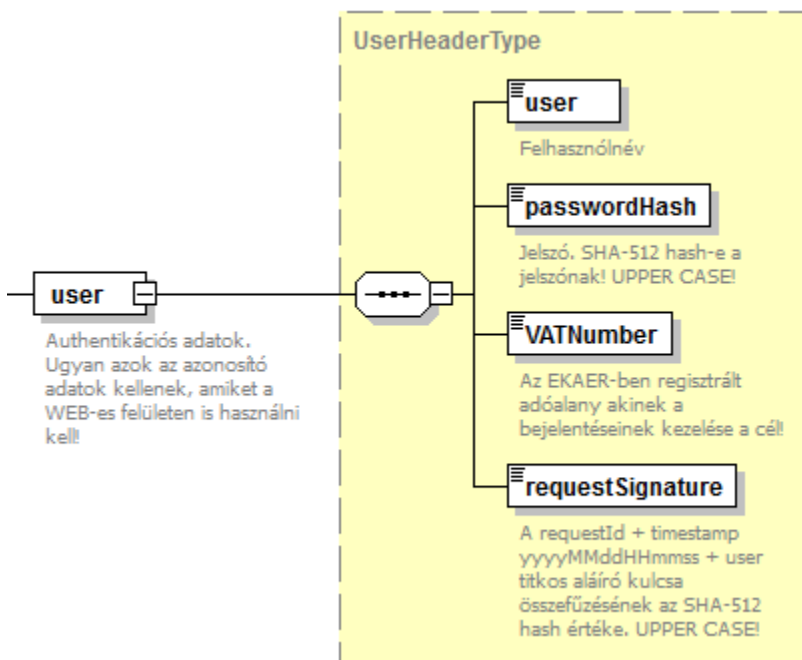 UserHeaderType
user
Felhasznólnév
passwordHash
Jelszó. SHA-512 hash-e a
jelszónak! UPPER CASE!
user
Authentikációs adatok.
Ugyan azok az azonosító
adatok kellenek, amiket a
WEB-es felületen is használni
kell!
VATNumber
Az EKAER-ben regisztrált
adóalany akinek a
bejelentéseinek kezelése a cél!
requestSignature
A requestId + timestamp
yyyyMMddHHmmss + user
titkos aláíró kulcsa
összefűzésének az SHA-512
hash értéke. UPPER CASE!